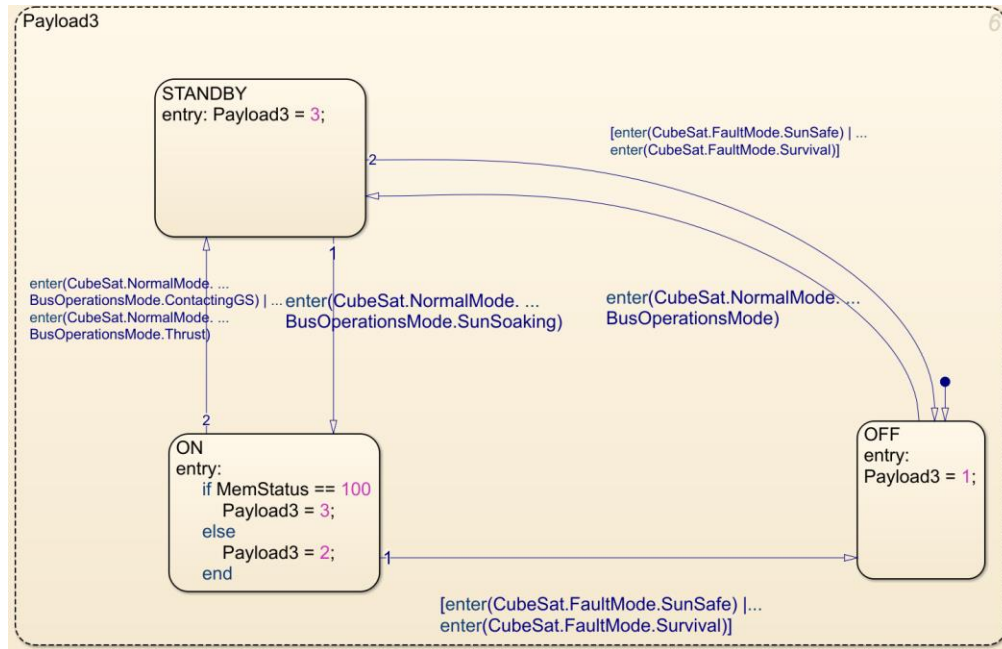 Payload3
6
STANDBY
entry: Payload3 = 3;
2
[enter(CubeSat.FaultMode.SunSafe) | ...
enter(CubeSat.FaultMode.Survival)]
1
enter(CubeSat.NormalMode. ...
BusOperationsMode.ContactingGS) | ...
enter(CubeSat.NormalMode. ...
BusOperationsMode.Thrust)
enter(CubeSat.NormalMode. ...
BusOperationsMode.SunSoaking)
enter(CubeSat.NormalMode. ...
BusOperationsMode)
2
ON
entry:
if MemStatus == 100
Payload3 = 3;
else
Payload3 = 2;
end
1
OFF
entry:
Payload3 = 1;
[enter(CubeSat.FaultMode.SunSafe) |...
enter(CubeSat.FaultMode.Survival)]